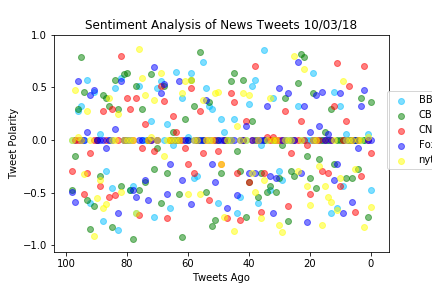 Sentiment Analysis of News Tweets 10/03/18
1.0
0.5
0.0
−0.5
−1.0
Tweet Polarity
100
80
60
40
20
0
Tweets Ago
BB
CB
CN
Fo